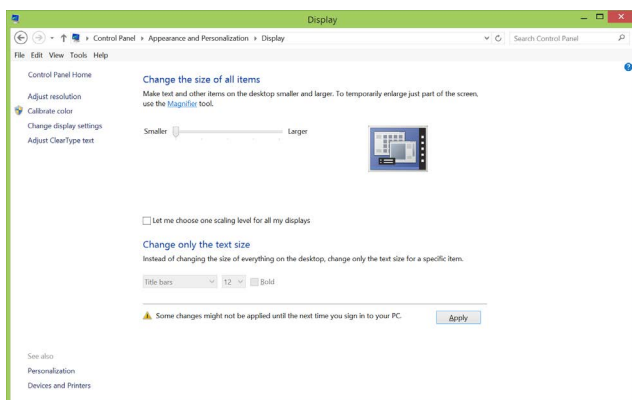 Display
Control Panel ▸ Appearance and Personalization ▸ Display
Search Control Panel
File Edit View Tools Help
Control Panel Home
Adjust resolution
Calibrate color
Change display settings
Adjust ClearType text
Change the size of all items
Make text and other items on the desktop smaller and larger. To temporarily enlarge just part of the screen,
use the Magnifier tool.
Smaller Larger
Let me choose one scaling level for all my displays
Change only the text size
Instead of changing the size of everything on the desktop, change only the text size for a specific item.
Title bars 12 Bold
Some changes might not be applied until the next time you sign in to your PC. Apply
See also
Personalization
Devices and Printers